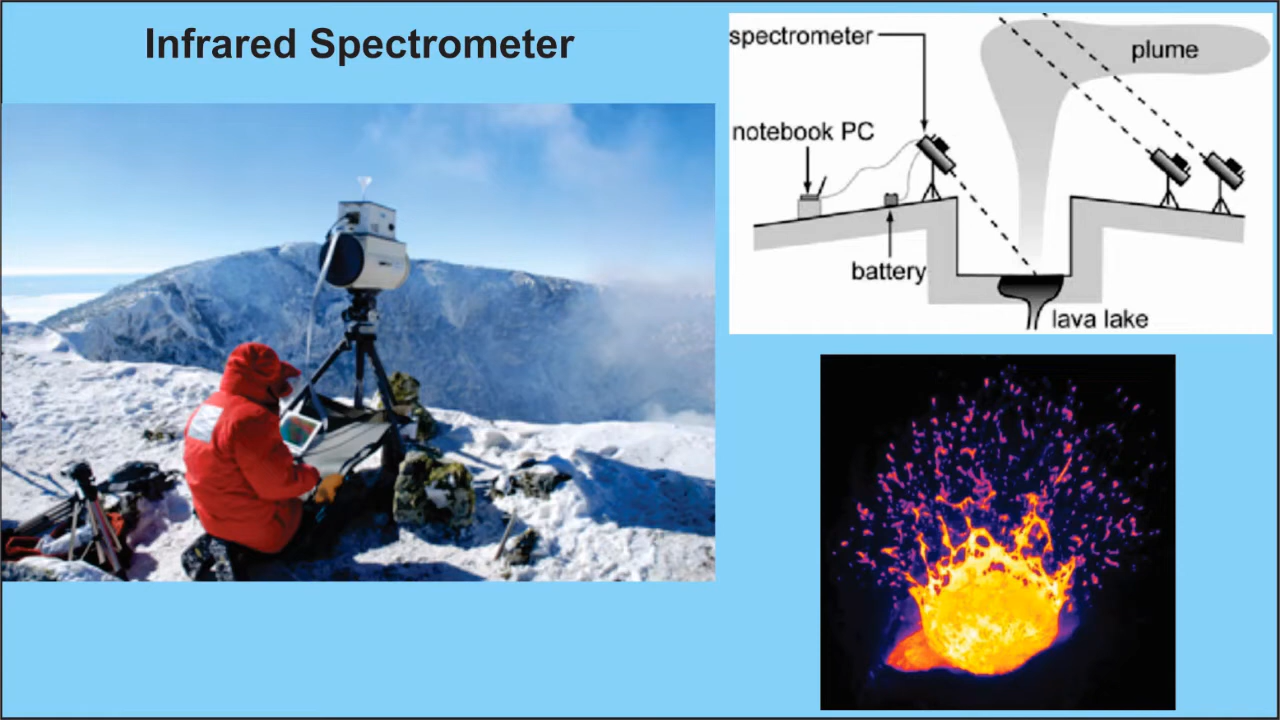 Infrared Spectrometer
spectrometer
plume
notebook PC
battery
lava lake